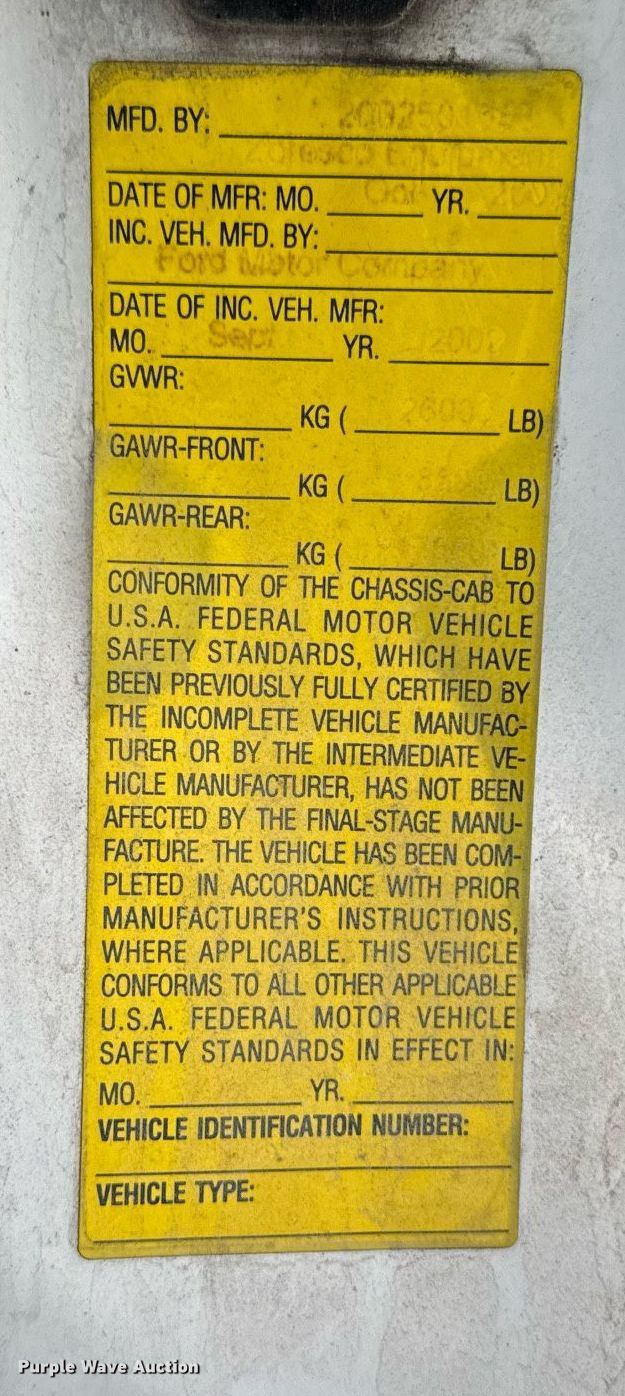 MFD. BY:
DATE OF MFR: MO. YR.
INC. VEH. MFD. BY:
Ford Motor Company
DATE OF INC. VEH. MFR:
MO. Sept YR.
GVWR:
KG ( LB)
GAWR-FRONT:
KG ( LB)
GAWR-REAR:
KG ( LB)
CONFORMITY OF THE CHASSIS-CAB TO
U.S.A. FEDERAL MOTOR VEHICLE
SAFETY STANDARDS, WHICH HAVE
BEEN PREVIOUSLY FULLY CERTIFIED BY
THE INCOMPLETE VEHICLE MANUFAC-
TURER OR BY THE INTERMEDIATE VE-
HICLE MANUFACTURER, HAS NOT BEEN
AFFECTED BY THE FINAL-STAGE MANU-
FACTURE. THE VEHICLE HAS BEEN COM-
PLETED IN ACCORDANCE WITH PRIOR
MANUFACTURER'S INSTRUCTIONS,
WHERE APPLICABLE. THIS VEHICLE
CONFORMS TO ALL OTHER APPLICABLE
U.S.A. FEDERAL MOTOR VEHICLE
SAFETY STANDARDS IN EFFECT IN:
MO. YR.
VEHICLE IDENTIFICATION NUMBER:
VEHICLE TYPE:
Purple Wave Auction